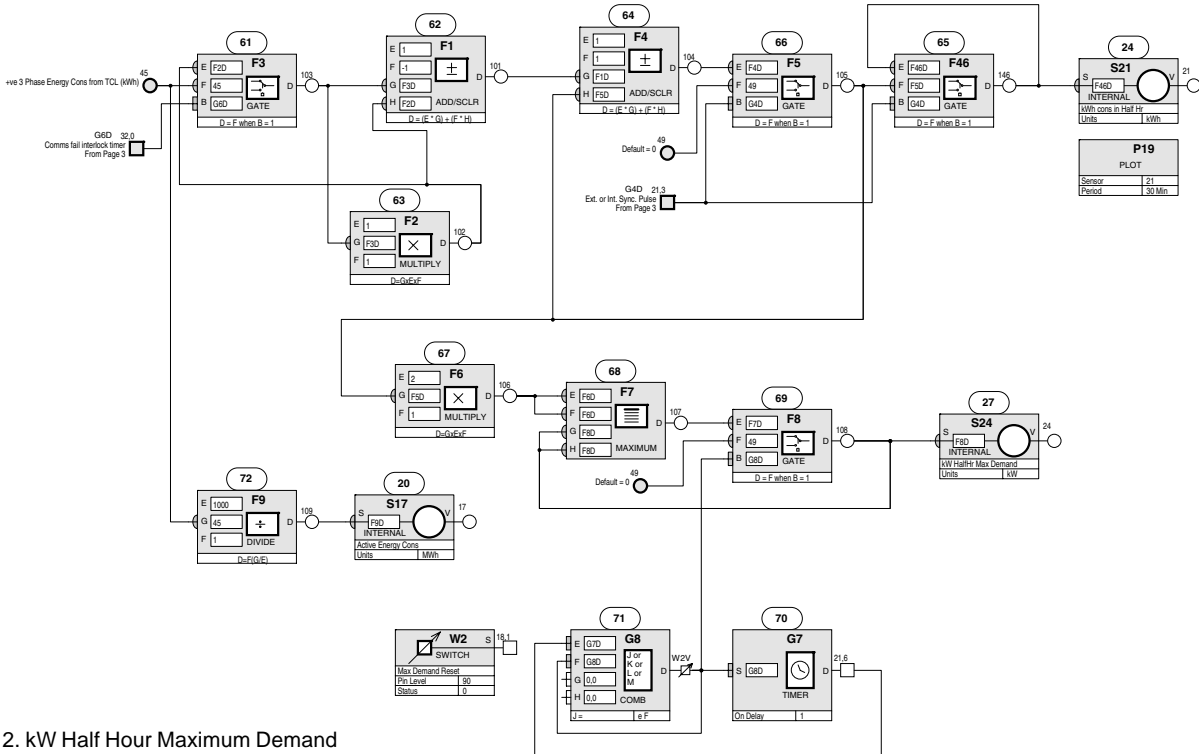 61
F3
E F2D
F 45
B G6D
D
GATE
D = F when B = 1
103
+ve 3 Phase Energy Cons from TCL (kWh)
45
G6D 32,0
Comms fail interlock timer
From Page 3
62
F1
E 1
F -1
G F3D
H F2D
±
D
ADD/SCLR
D = (E * G) + (F * H)
101
64
F4
E 1
F 1
G F1D
H F5D
±
D
ADD/SCLR
D = (E * G) + (F * H)
104
66
F5
E F4D
F 49
B G4D
D
GATE
D = F when B = 1
105
49
Default = 0
G4D 21,3
Ext. or Int. Sync. Pulse
From Page 3
65
F46
E F46D
F F5D
B G4D
D
GATE
D = F when B = 1
146
24
S21
S
F46D
V
21
INTERNAL
kWh cons in Half Hr
Units kWh
P19
PLOT
Sensor 21
Period 30 Min
63
F2
E 1
G F3D
F 1
×
D
MULTIPLY
D=GxExF
102
67
F6
E 2
G F5D
F 1
×
D
MULTIPLY
D=GxExF
106
68
F7
E F6D
F F6D
G F8D
H F8D
D
MAXIMUM
107
69
F8
E F7D
F 49
B G8D
D
GATE
D = F when B = 1
108
49
Default = 0
27
S24
S
F8D
V
24
INTERNAL
kW HalfHr Max Demand
Units kW
72
F9
E 1000
G 45
F 1
÷
D
DIVIDE
D=F(G/E)
109
20
S17
S
F9D
V
17
INTERNAL
Active Energy Cons
Units MWh
W2
S
18,1
SWITCH
Max Demand Reset
Pin Level 90
Status 0
71
G8
E G7D
F G8D
G 0,0
H 0,0
J or
K or
L or
M
D
COMB
J = e F
W2V
70
G7
S G8D
D
TIMER
On Delay 1
21,6
2. kW Half Hour Maximum Demand